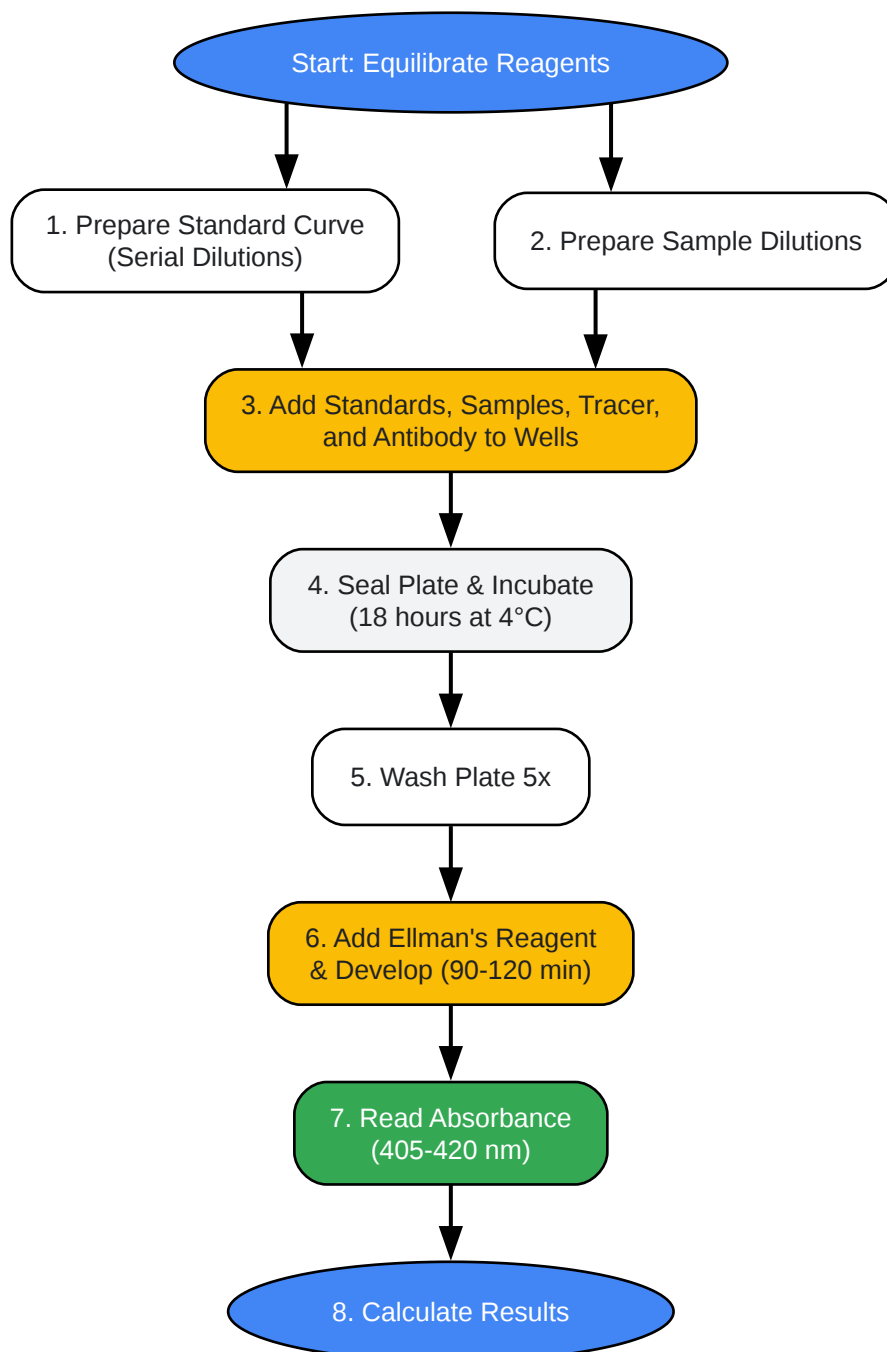 Start: Equilibrate Reagents
1. Prepare Standard Curve
(Serial Dilutions)
2. Prepare Sample Dilutions
3. Add Standards, Samples, Tracer,
and Antibody to Wells
4. Seal Plate & Incubate
(18 hours at 4°C)
5. Wash Plate 5x
6. Add Ellman's Reagent
& Develop (90-120 min)
7. Read Absorbance
(405-420 nm)
8. Calculate Results